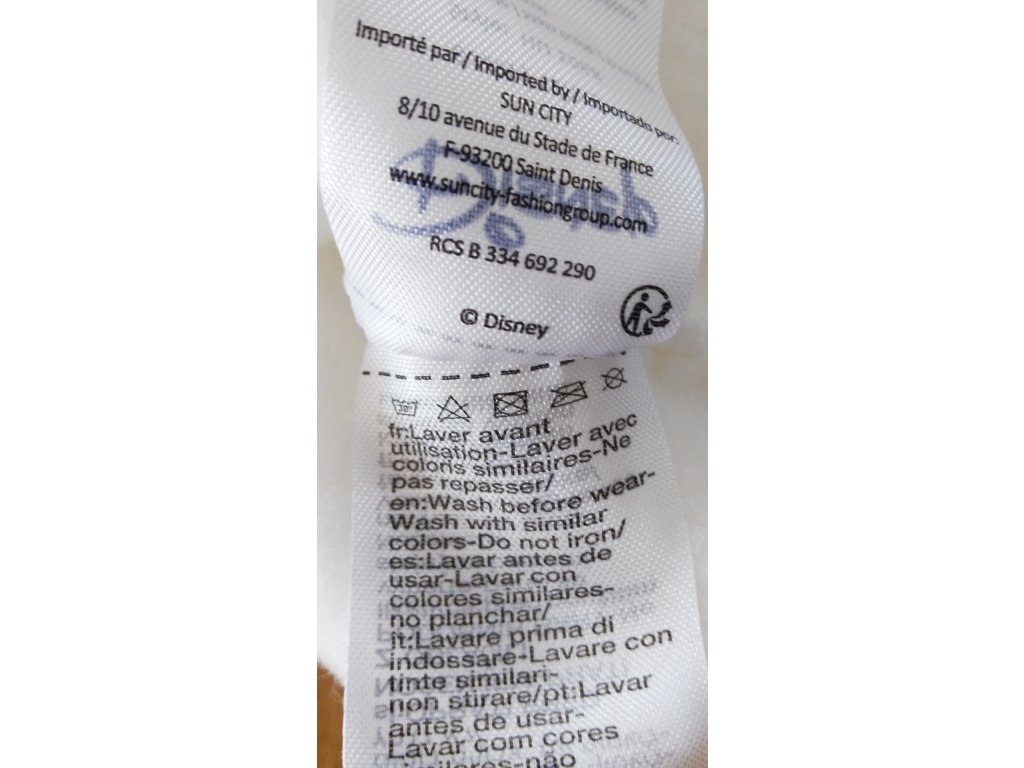 Importé par / Imported by / Importado por:
SUN CITY
8/10 avenue du Stade de France
F-93200 Saint Denis
www.suncity-fashiongroup.com
RCS B 334 692 290
© Disney
30°
fr:Laver avant
utilisation-Laver avec
coloris similaires-Ne
pas repasser/
en:Wash before wear-
Wash with similar
colors-Do not iron/
es:Lavar antes de
usar-Lavar con
colores similares-
no planchar/
it:Lavare prima di
indossare-Lavare con
tinte similari-
non stirare/pt:Lavar
antes de usar-
Lavar com cores
similares-não